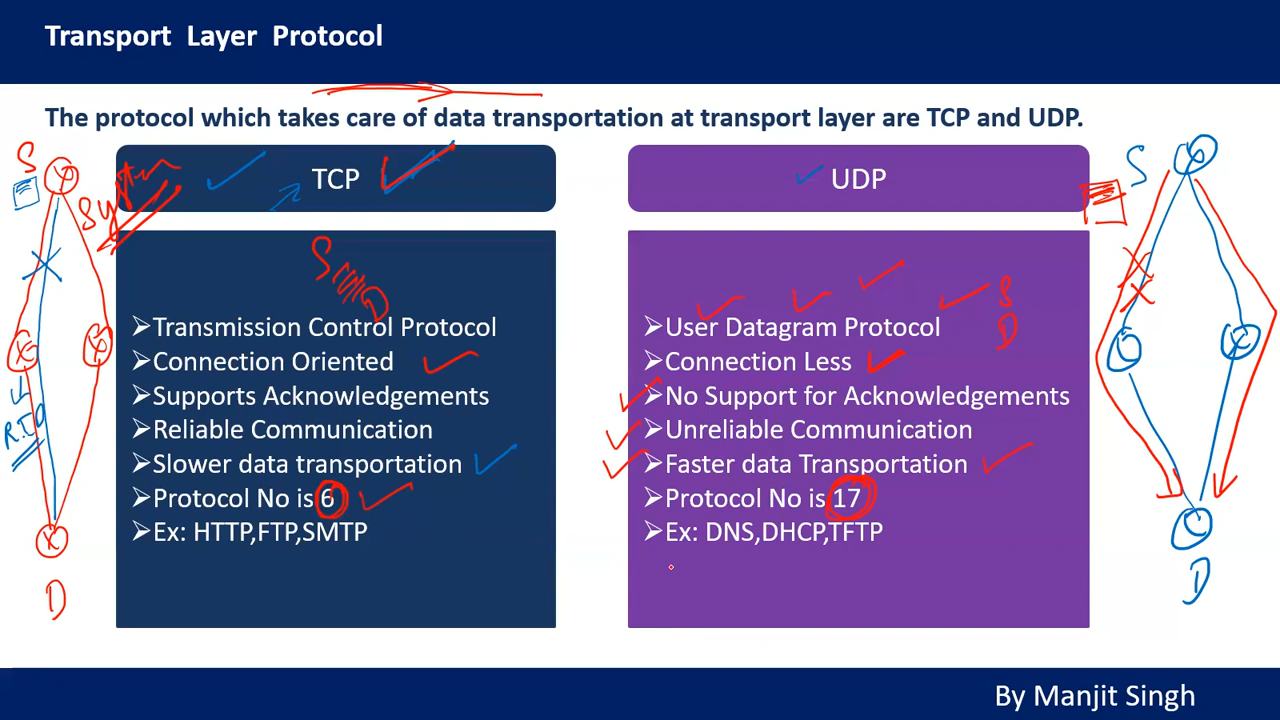 Transport Layer Protocol
The protocol which takes care of data transportation at transport layer are TCP and UDP.
S
System
TCP
S
D
➢Transmission Control Protocol
➢Connection Oriented
➢Supports Acknowledgements
➢Reliable Communication
➢Slower data transportation
➢Protocol No is 6
➢Ex: HTTP,FTP,SMTP
R.T.O
D
UDP
S
➢User Datagram Protocol
S
D
➢Connection Less
➢No Support for Acknowledgements
➢Unreliable Communication
➢Faster data Transportation
➢Protocol No is 17
➢Ex: DNS,DHCP,TFTP
D
By Manjit Singh